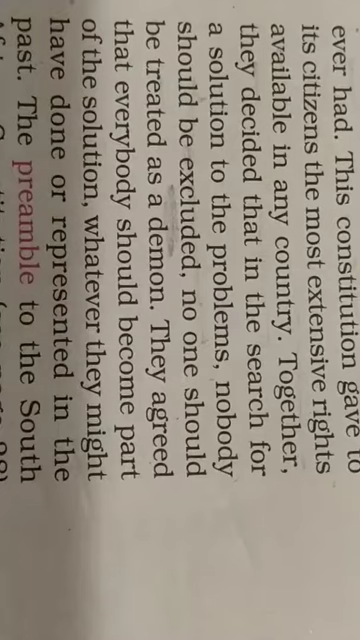 ever had. This constitution gave to
its citizens the most extensive rights
available in any country. Together,
they decided that in the search for
a solution to the problems, nobody
should be excluded, no one should
be treated as a demon. They agreed
that everybody should become part
of the solution, whatever they might
have done or represented in the
past. The preamble to the South